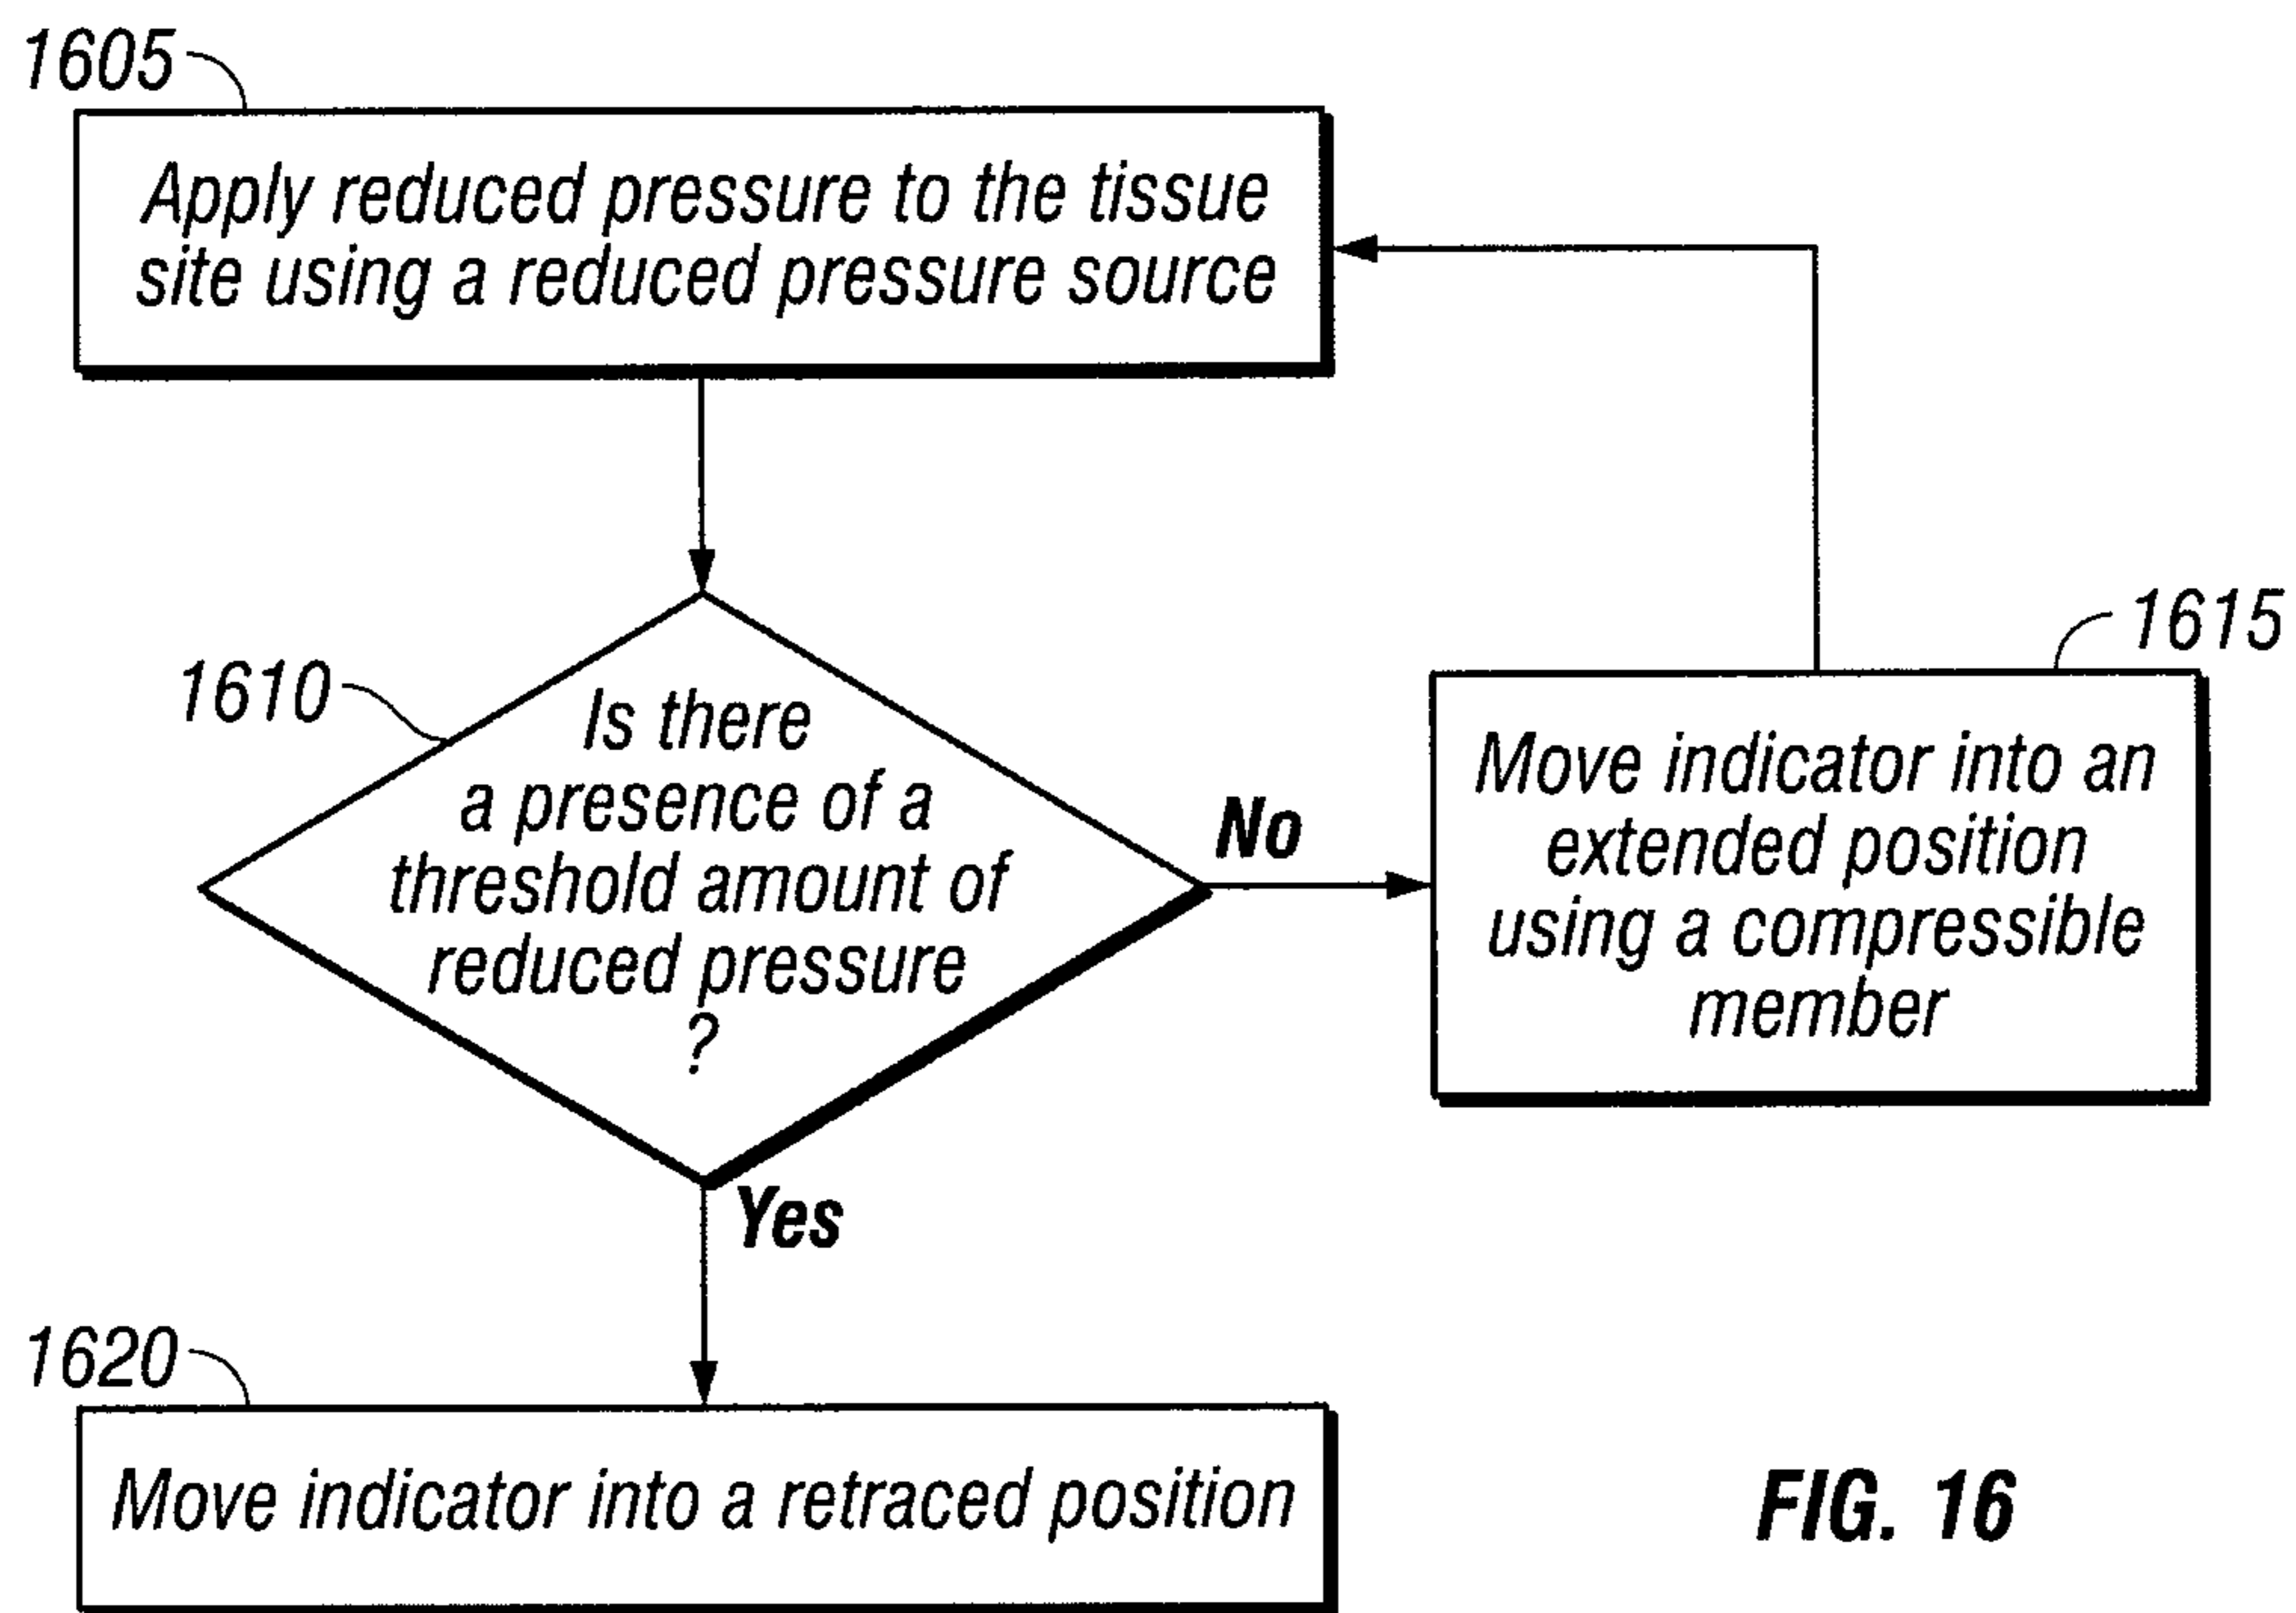 1605
Apply reduced pressure to the tissue
site using a reduced pressure source
1610
Is there
a presence of a
threshold amount of
reduced pressure
?
No
1615
Move indicator into an
extended position
using a compressible
member
Yes
1620
Move indicator into a retraced position
FIG. 16